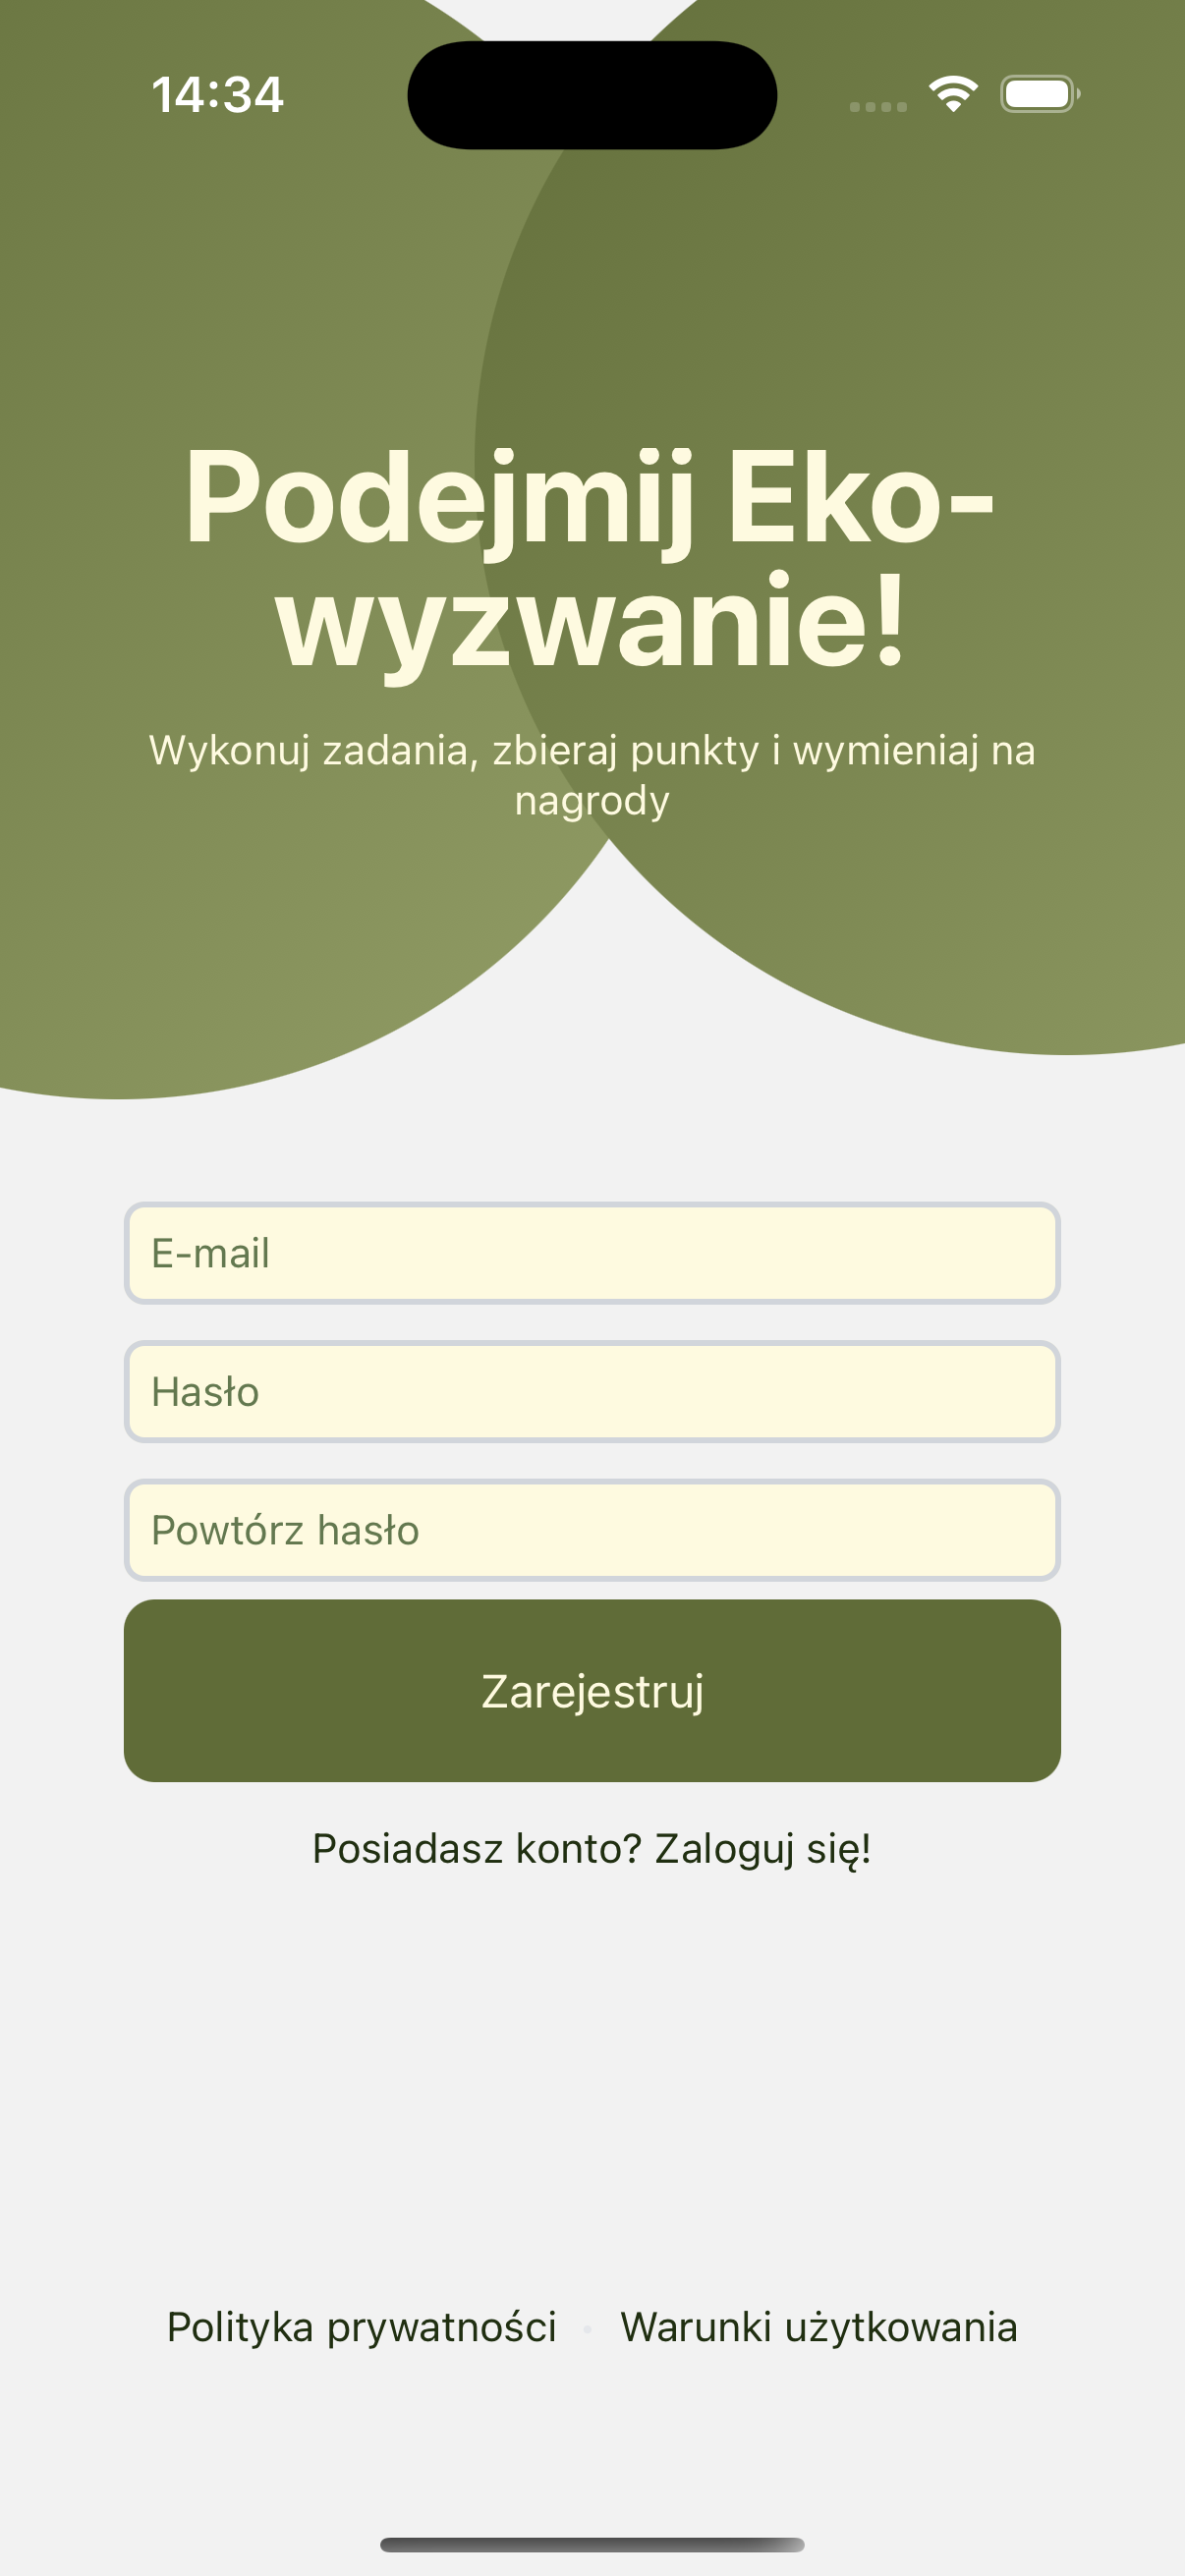 14:34
Podejmij Eko-
wyzwanie!
Wykonuj zadania, zbieraj punkty i wymieniaj na
nagrody
E-mail
Hasło
Powtórz hasło
Zarejestruj
Posiadasz konto? Zaloguj się!
Polityka prywatności • Warunki użytkowania